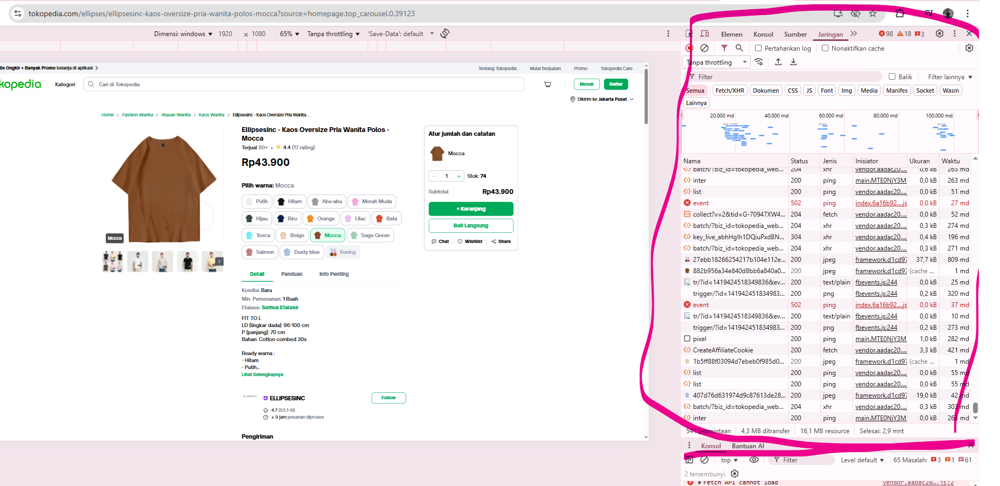 tokopedia.com/ellipses/ellipsesinc-kaos-oversize-pria-wanita-polos-mocca?source=homepage.top_carousel.0.39123
Dimensi: windows 1920 × 1080 65% Tanpa throttling 'Save-Data': default
Elemen Konsol Sumber Jaringan 98 18 3
Pertahankan log Nonaktifkan cache
Tanpa throttling
Filter Balik Filter lainnya
Semua Fetch/XHR Dokumen CSS JS Font Img Media Manifes Socket Wasm
Lainnya
20.000 md 40.000 md 60.000 md 80.000 md 100.000 md
tis Ongkir + Banyak Promo belanja di aplikasi
Tentang Tokopedia Mulai Berjualan Promo Tokopedia Care
kopedia Kategori Cari di Tokopedia Masuk Daftar
Dikirim ke Jakarta Pusat
Home Fashion Wanita Atasan Wanita Kaos Wanita Ellipsesinc - Kaos Oversize Pria Wanita...
Mocca
Ellipsesinc - Kaos Oversize Pria Wanita Polos -
Mocca
Terjual 80+ • 4.4 (17 rating)
Rp43.900
Pilih warna: Mocca
Putih Hitam Abu-abu Merah Muda
Hijau Biru Orange Lilac Bata
Tosca Beige Mocca Sage Green
Salmon Dusty blue Kuning
Detail Panduan Info Penting
Kondisi: Baru
Min. Pemesanan: 1 Buah
Etalase: Semua Etalase
FIT TO L
LD (lingkar dada): 96-100 cm
P (panjang): 70 cm
Bahan: Cotton combed 30s
Ready warna :
- Hitam
- Putih...
Lihat Selengkapnya
ELLIPSESINC Follow
4.7 (53,1 rb)
± 9 jam pesanan diproses
Pengiriman
Atur jumlah dan catatan
Mocca
1 Stok: 74
Subtotal Rp43.900
+ Keranjang
Beli Langsung
Chat Wishlist Share
Nama Status Jenis Inisiator Ukuran Waktu
batch/?biz_id=tokopedia_web... 204 xhr vendor.aadac20.... 0,6 kB 263 md
inter 200 ping main.MTE0NjY3M 0,0 kB 263 md
list 200 ping vendor.aadac20.... 0,0 kB 51 md
event 502 ping index.6a16b92....js 0,0 kB 27 md
collect?v=2&tid=G-70947XW4... 204 fetch vendor.aadac20.... 0,0 kB 52 md
batch/?biz_id=tokopedia_web... 204 xhr vendor.aadac20.... 0,3 kB 274 md
key_live_abhHgIh1DQiuPxdBN... 304 xhr vendor.aadac20.... 0,4 kB 196 md
batch/?biz_id=tokopedia_web... 204 xhr vendor.aadac20.... 0,3 kB 271 md
27ebb18266254217b104e112e... 200 jpeg framework.d1cd97 37,7 kB 809 md
882b956a34e840d8bb6a840a0... 200 jpeg framework.d1cd97 (cache ... 1 md
tr/?id=1419424518349836&ev... 200 text/plain fbevents.js:244 0,0 kB 25 md
trigger/?id=141942451834983... 200 png fbevents.js:244 0,2 kB 320 md
event 502 ping index.6a16b92....js 0,0 kB 37 md
tr/?id=1419424518349836&ev... 200 text/plain fbevents.js:244 0,0 kB 10 md
trigger/?id=141942451834983... 200 png fbevents.js:244 0,2 kB 273 md
pixel 200 ping main.MTE0NjY3M 1,0 kB 282 md
CreateAffiliateCookie 200 fetch vendor.aadac20.... 3,3 kB 421 md
1b5ff88f03094d7ebeb0f985d0... 200 jpeg framework.d1cd97 (cache ... 1 md
list 200 ping vendor.aadac20.... 0,0 kB 55 md
list 200 ping vendor.aadac20.... 0,0 kB 55 md
407d76d631974d9c87613de28... 200 jpeg framework.d1cd97 19,0 kB 42 md
batch/?biz_id=tokopedia_web... 204 xhr vendor.aadac20.... 0,3 kB 303 md
inter 200 ping main.MTE0NjY3M 0,0 kB 263 md
541 permintaan 4,3 MB ditransfer 16,1 MB resource Selesai: 2,9 mnt
Konsol Bantuan AI
top Filter Level default 65 Masalah: 3 1 61
2 tersembunyi
Fetch API cannot load vendor.aadac20….js:2